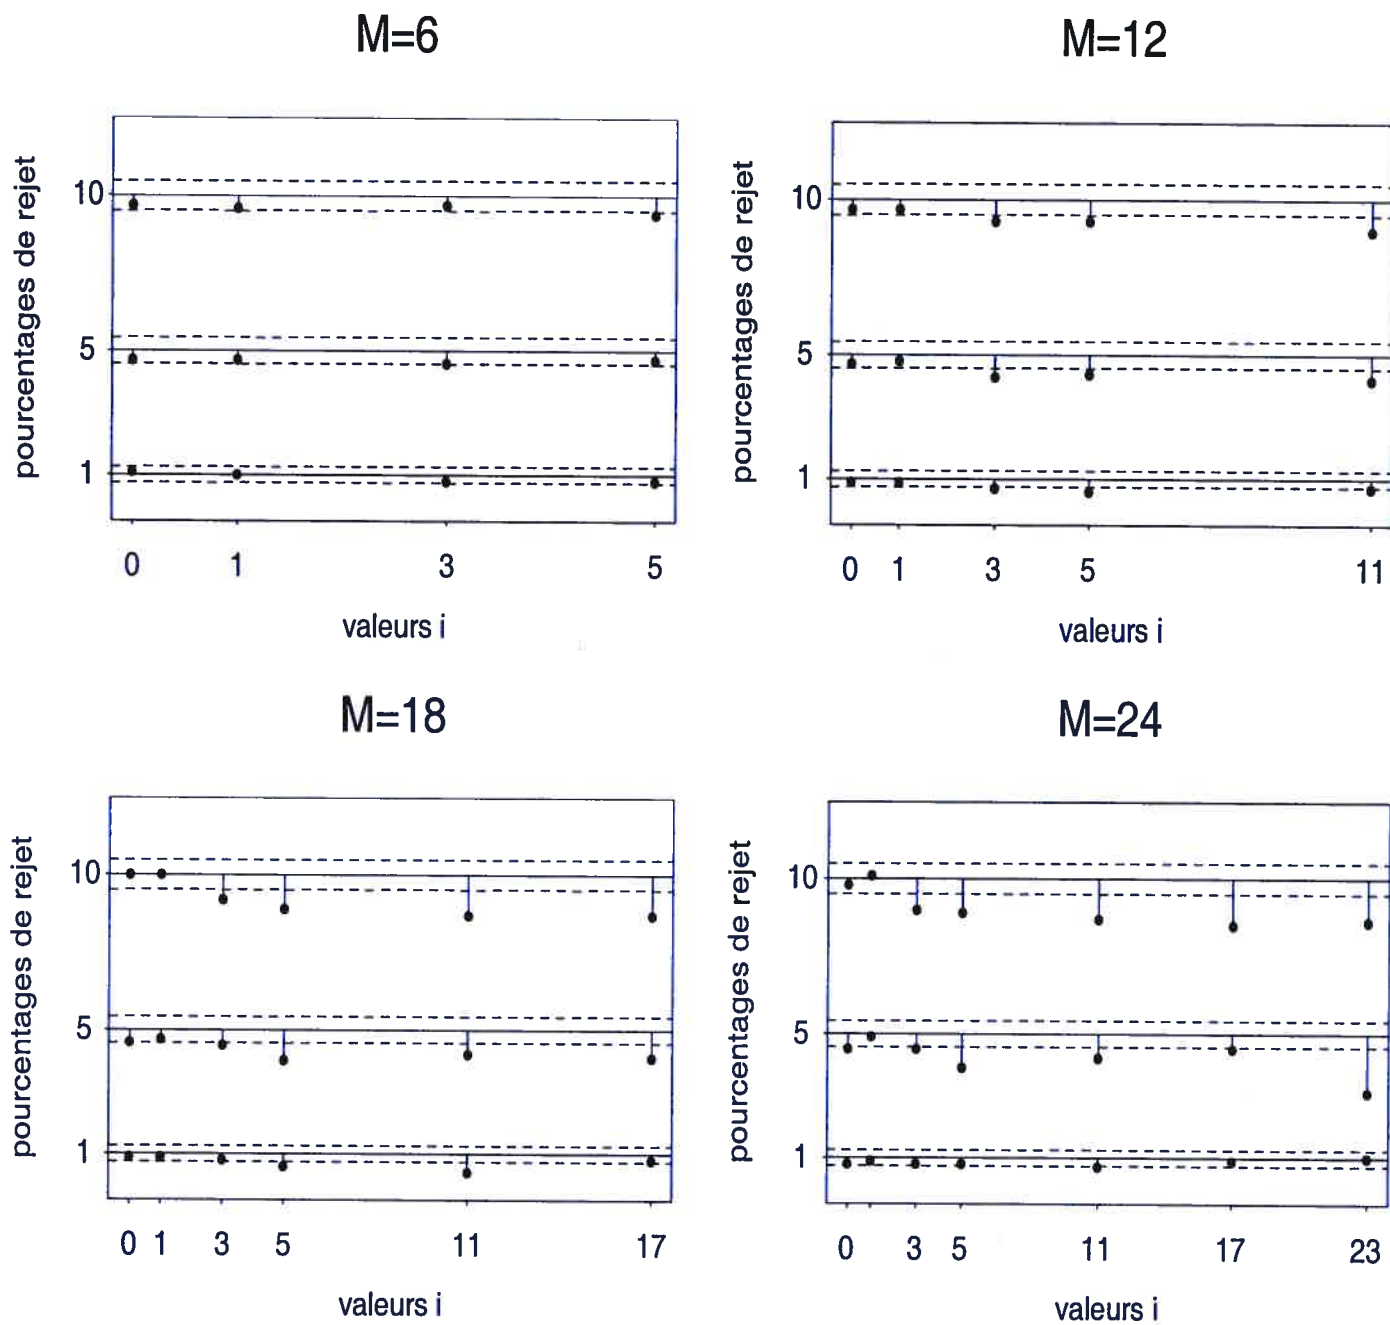 M=6
pourcentages de rejet
10
5
1
0 1 3 5
valeurs i
M=12
pourcentages de rejet
10
5
1
0 1 3 5 11
valeurs i
M=18
pourcentages de rejet
10
5
1
0 1 3 5 11 17
valeurs i
M=24
pourcentages de rejet
10
5
1
0 3 5 11 17 23
valeurs i